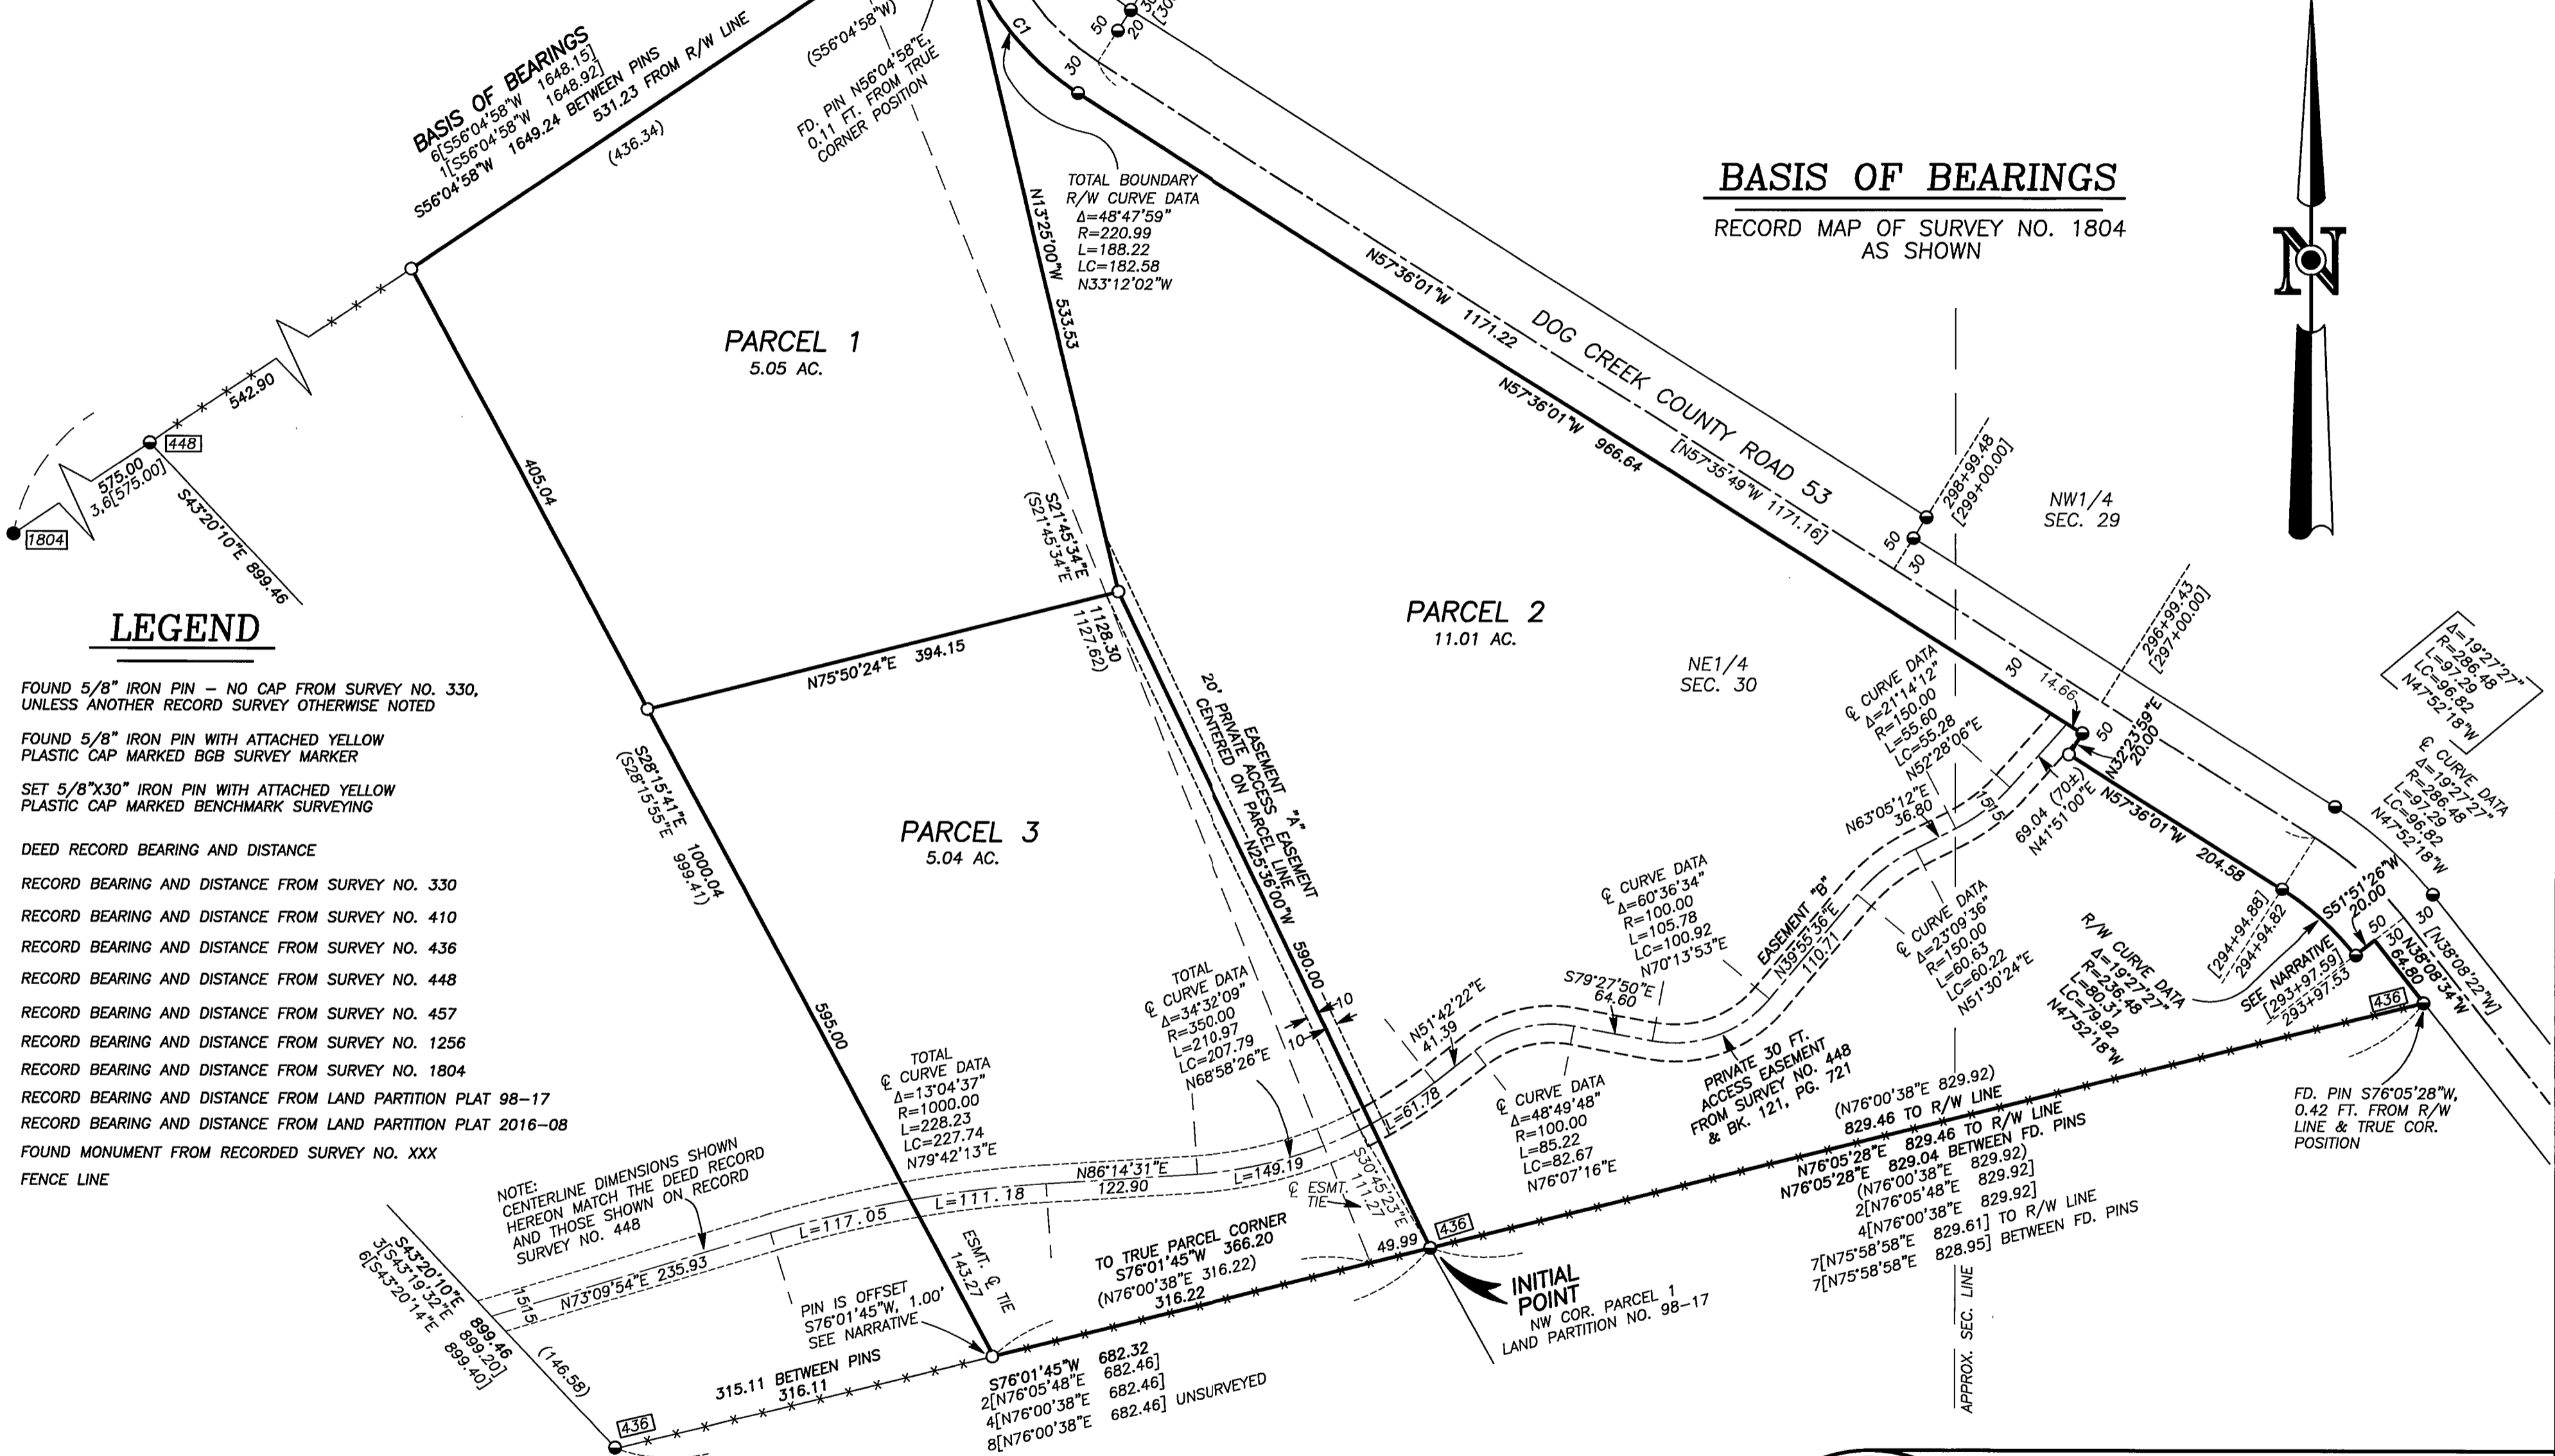 BASIS OF BEARINGS
6[S56°04'58"W 1648.15]
1[S56°04'58"W 1648.92]
S56°04'58"W 1649.24 BETWEEN PINS
531.23 FROM R/W LINE
(436.34)
(S56°04'58"W)
FD. PIN N56°04'58"E,
0.11 FT. FROM TRUE
CORNER POSITION
C1
30
50
20
TOTAL BOUNDARY
R/W CURVE DATA
Δ=48°47'59"
R=220.99
L=188.22
LC=182.58
N33°12'02"W
N13°25'00"W 533.53
BASIS OF BEARINGS
RECORD MAP OF SURVEY NO. 1804
AS SHOWN
N
PARCEL 1
5.05 AC.
N57°36'01"W 1171.22
DOG CREEK COUNTY ROAD 53
N57°36'01"W 966.64
[N57°35'49"W 1171.16]
298+99.48
[299+00.00]
50
30
NW1/4
SEC. 29
542.90
448
575.00
3,6[575.00]
1804
S43°20'10"E 899.46
405.04
S21°45'34"E
(S21°45'34"E
1128.30
1127.62)
N75°50'24"E 394.15
PARCEL 2
11.01 AC.
NE1/4
SEC. 30
296+99.43
[297+00.00]
30
14.66
50
N32°23'59"E
20.00
Δ=19°27'27"
R=286.48
L=97.29
LC=96.82
N47°52'18"W
℄ CURVE DATA
Δ=19°27'27"
R=286.48
L=97.29
LC=96.82
N47°52'18"W
LEGEND
FOUND 5/8" IRON PIN – NO CAP FROM SURVEY NO. 330,
UNLESS ANOTHER RECORD SURVEY OTHERWISE NOTED
FOUND 5/8" IRON PIN WITH ATTACHED YELLOW
PLASTIC CAP MARKED BGB SURVEY MARKER
SET 5/8"X30" IRON PIN WITH ATTACHED YELLOW
PLASTIC CAP MARKED BENCHMARK SURVEYING
DEED RECORD BEARING AND DISTANCE
RECORD BEARING AND DISTANCE FROM SURVEY NO. 330
RECORD BEARING AND DISTANCE FROM SURVEY NO. 410
RECORD BEARING AND DISTANCE FROM SURVEY NO. 436
RECORD BEARING AND DISTANCE FROM SURVEY NO. 448
RECORD BEARING AND DISTANCE FROM SURVEY NO. 457
RECORD BEARING AND DISTANCE FROM SURVEY NO. 1256
RECORD BEARING AND DISTANCE FROM SURVEY NO. 1804
RECORD BEARING AND DISTANCE FROM LAND PARTITION PLAT 98-17
RECORD BEARING AND DISTANCE FROM LAND PARTITION PLAT 2016-08
FOUND MONUMENT FROM RECORDED SURVEY NO. XXX
FENCE LINE
S28°15'41"E 1000.04
(S28°15'55"E 999.41)
PARCEL 3
5.04 AC.
595.00
EASEMENT "A"
20' PRIVATE ACCESS EASEMENT
CENTERED ON PARCEL LINE
N25°36'00"W 590.00
10
10
℄ CURVE DATA
Δ=21°14'12"
R=150.00
L=55.60
LC=55.28
N52°28'06"E
N63°05'12"E
36.80
15
15
69.04 (70±)
N41°51'00"E
N57°36'01"W 204.58
[294+94.88]
294+94.82
S51°51'26"W
20.00
50
30
30
N38°08'34"W
64.80
[N38°08'22"W]
SEE NARRATIVE
[293+97.59]
293+97.53
436
R/W CURVE DATA
Δ=19°27'27"
R=236.48
L=80.31
LC=79.92
N47°52'18"W
FD. PIN S76°05'28"W,
0.42 FT. FROM R/W
LINE & TRUE COR.
POSITION
℄ CURVE DATA
Δ=60°36'34"
R=100.00
L=105.78
LC=100.92
N70°13'53"E
EASEMENT "B"
N39°55'36"E
110.71
℄ CURVE DATA
Δ=23°09'36"
R=150.00
L=60.63
LC=60.22
N51°30'24"E
S79°27'50"E
64.60
N51°42'22"E
41.39
L=61.78
℄ CURVE DATA
Δ=48°49'48"
R=100.00
L=85.22
LC=82.67
N76°07'16"E
PRIVATE 30 FT.
ACCESS EASEMENT
FROM SURVEY NO. 448
& BK. 121, PG. 721
TOTAL
℄ CURVE DATA
Δ=34°32'09"
R=350.00
L=210.97
LC=207.79
N68°58'26"E
TOTAL
℄ CURVE DATA
Δ=13°04'37"
R=1000.00
L=228.23
LC=227.74
N79°42'13"E
NOTE:
CENTERLINE DIMENSIONS SHOWN
HEREON MATCH THE DEED RECORD
AND THOSE SHOWN ON RECORD
SURVEY NO. 448
N73°09'54"E 235.93
15
15
L=117.05
L=111.18
N86°14'31"E
122.90
L=149.19
℄ ESMT.
TIE
S30°45'23"E
111.27
ESMT. ℄ TIE
143.27
TO TRUE PARCEL CORNER
S76°01'45"W 366.20
(N76°00'38"E 316.22)
316.22
49.99
436
INITIAL
POINT
NW COR. PARCEL 1
LAND PARTITION NO. 98-17
(N76°00'38"E 829.92)
829.46 TO R/W LINE
N76°05'28"E 829.46 TO R/W LINE
N76°05'28"E 829.04 BETWEEN FD. PINS
(N76°00'38"E 829.92)
2[N76°05'48"E 829.92]
4[N76°00'38"E 829.92]
7[N75°58'58"E 829.61] TO R/W LINE
7[N75°58'58"E 828.95] BETWEEN FD. PINS
APPROX. SEC. LINE
S43°20'10"E 899.46
3[S43°19'32"E 899.20]
6[S43°20'14"E 899.40]
(146.58)
PIN IS OFFSET
S76°01'45"W, 1.00'
SEE NARRATIVE
315.11 BETWEEN PINS
316.11
436
S76°01'45"W 682.32
2[N76°05'48"E 682.46]
4[N76°00'38"E 682.46]
8[N76°00'38"E 682.46] UNSURVEYED